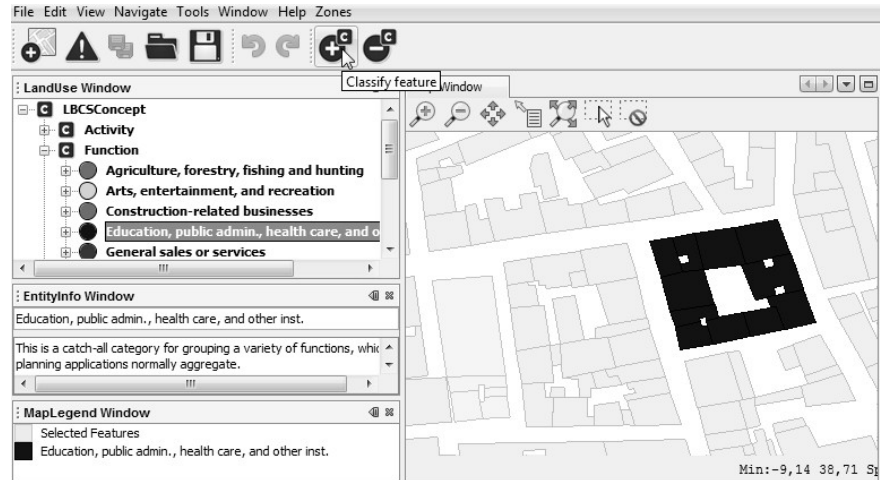 File Edit View Navigate Tools Window Help Zones
C
C
Classify feature
LandUse Window
Window
C LBCSConcept
C Activity
C Function
Agriculture, forestry, fishing and hunting
Arts, entertainment, and recreation
Construction-related businesses
Education, public admin., health care, and o
General sales or services
EntityInfo Window
Education, public admin., health care, and other inst.
This is a catch-all category for grouping a variety of functions, whic
planning applications normally aggregate.
MapLegend Window
Selected Features
Education, public admin., health care, and other inst.
Min:-9,14 38,71